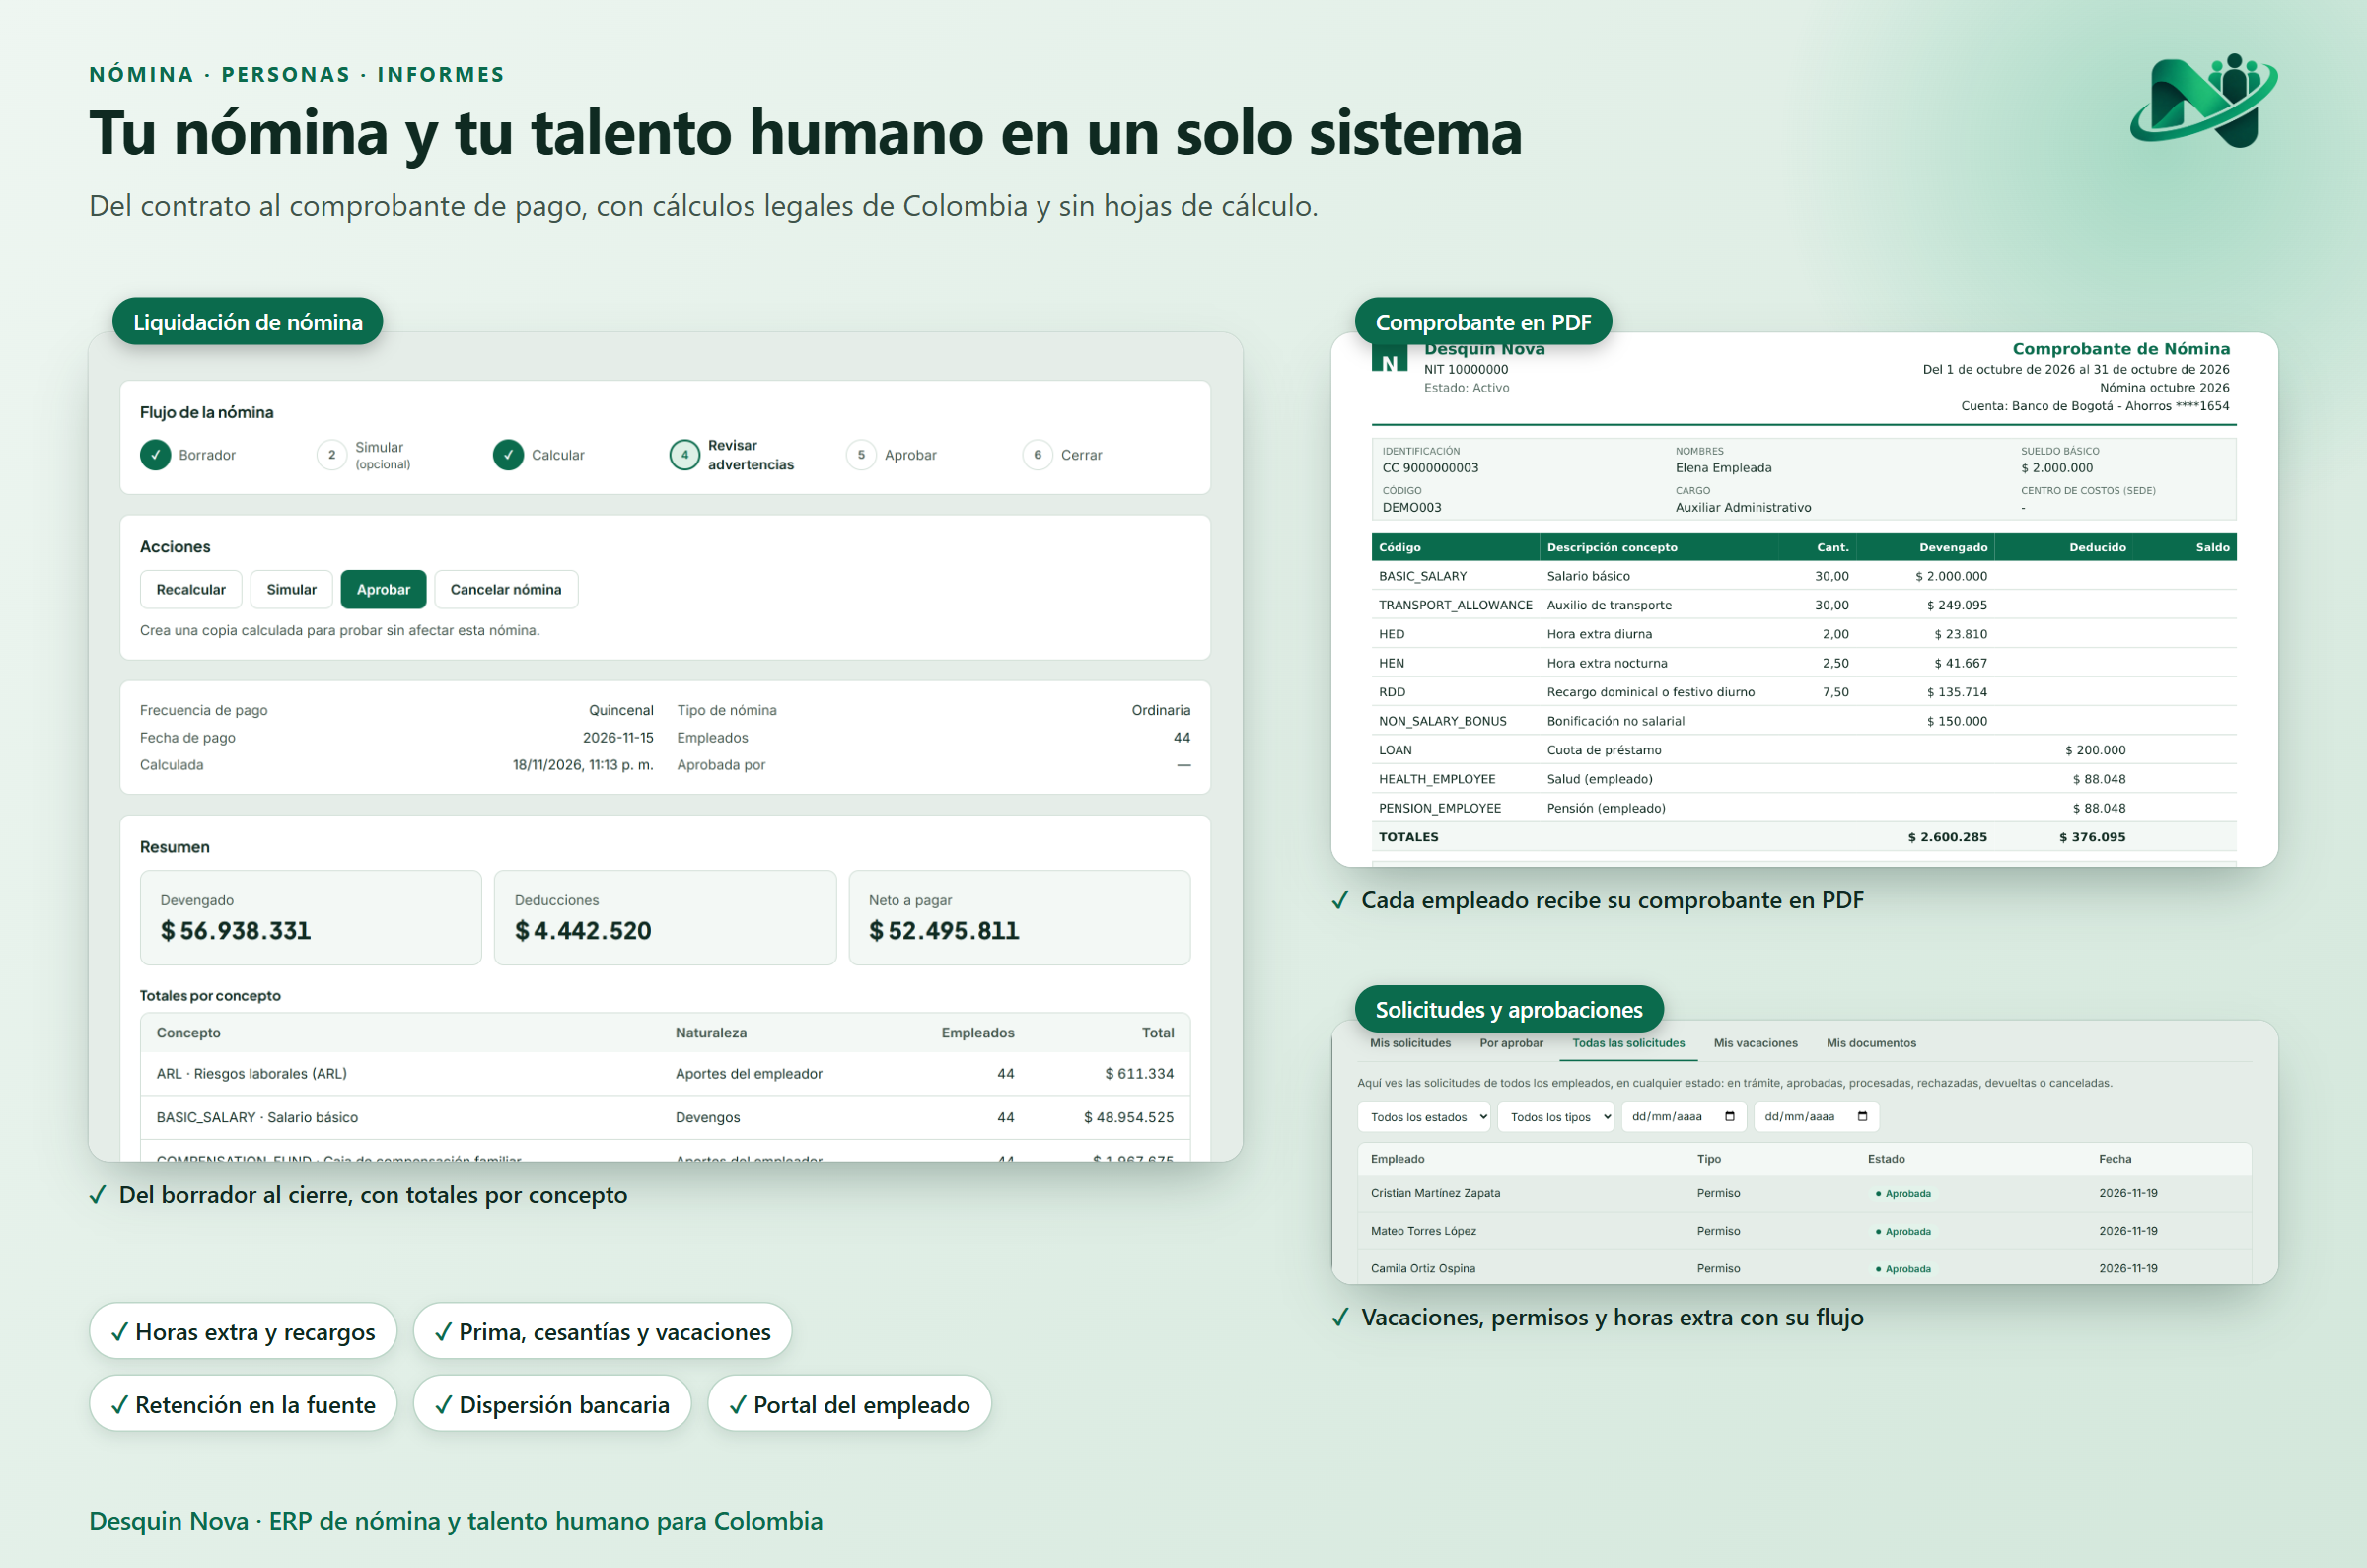 NÓMINA · PERSONAS · INFORMES
Tu nómina y tu talento humano en un solo sistema
Del contrato al comprobante de pago, con cálculos legales de Colombia y sin hojas de cálculo.
Liquidación de nómina
Flujo de la nómina
✓ Borrador
2 Simular
(opcional)
✓ Calcular
4 Revisar
advertencias
5 Aprobar
6 Cerrar
Acciones
Recalcular Simular Aprobar Cancelar nómina
Crea una copia calculada para probar sin afectar esta nómina.
Frecuencia de pago Quincenal Tipo de nómina Ordinaria
Fecha de pago 2026-11-15 Empleados 44
Calculada 18/11/2026, 11:13 p. m. Aprobada por —
Resumen
Devengado
$ 56.938.331
Deducciones
$ 4.442.520
Neto a pagar
$ 52.495.811
Totales por concepto
Concepto Naturaleza Empleados Total
ARL · Riesgos laborales (ARL) Aportes del empleador 44 $ 611.334
BASIC_SALARY · Salario básico Devengos 44 $ 48.954.525
COMPENSATION_FUND · Caja de compensación familiar Aportes del empleador 44 $ 1.967.675
✓ Del borrador al cierre, con totales por concepto
✓ Horas extra y recargos
✓ Prima, cesantías y vacaciones
✓ Retención en la fuente
✓ Dispersión bancaria
✓ Portal del empleado
Comprobante en PDF
N
Desquin Nova
NIT 10000000
Estado: Activo
Comprobante de Nómina
Del 1 de octubre de 2026 al 31 de octubre de 2026
Nómina octubre 2026
Cuenta: Banco de Bogotá - Ahorros ****1654
IDENTIFICACIÓN NOMBRES SUELDO BÁSICO
CC 9000000003 Elena Empleada $ 2.000.000
CÓDIGO CARGO CENTRO DE COSTOS (SEDE)
DEMO003 Auxiliar Administrativo -
Código Descripción concepto Cant. Devengado Deducido Saldo
BASIC_SALARY Salario básico 30,00 $ 2.000.000
TRANSPORT_ALLOWANCE Auxilio de transporte 30,00 $ 249.095
HED Hora extra diurna 2,00 $ 23.810
HEN Hora extra nocturna 2,50 $ 41.667
RDD Recargo dominical o festivo diurno 7,50 $ 135.714
NON_SALARY_BONUS Bonificación no salarial $ 150.000
LOAN Cuota de préstamo $ 200.000
HEALTH_EMPLOYEE Salud (empleado) $ 88.048
PENSION_EMPLOYEE Pensión (empleado) $ 88.048
TOTALES $ 2.600.285 $ 376.095
✓ Cada empleado recibe su comprobante en PDF
Solicitudes y aprobaciones
Mis solicitudes Por aprobar Todas las solicitudes Mis vacaciones Mis documentos
Aquí ves las solicitudes de todos los empleados, en cualquier estado: en trámite, aprobadas, procesadas, rechazadas, devueltas o canceladas.
Todos los estados Todos los tipos dd/mm/aaaa dd/mm/aaaa
Empleado Tipo Estado Fecha
Cristian Martínez Zapata Permiso • Aprobada 2026-11-19
Mateo Torres López Permiso • Aprobada 2026-11-19
Camila Ortiz Ospina Permiso • Aprobada 2026-11-19
✓ Vacaciones, permisos y horas extra con su flujo
Desquin Nova · ERP de nómina y talento humano para Colombia